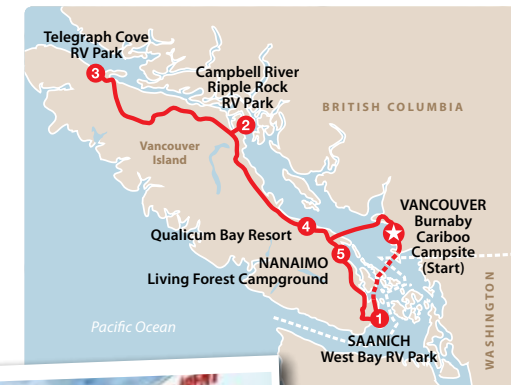 Telegraph Cove
RV Park
3
Campbell River
Ripple Rock
RV Park
2
BRITISH COLUMBIA
Vancouver
Island
VANCOUVER
Burnaby
Cariboo
Campsite
(Start)
Qualicum Bay Resort
4
5
NANAIMO
Living Forest Campground
WASHINGTON
Pacific Ocean
1
SAANICH
West Bay RV Park